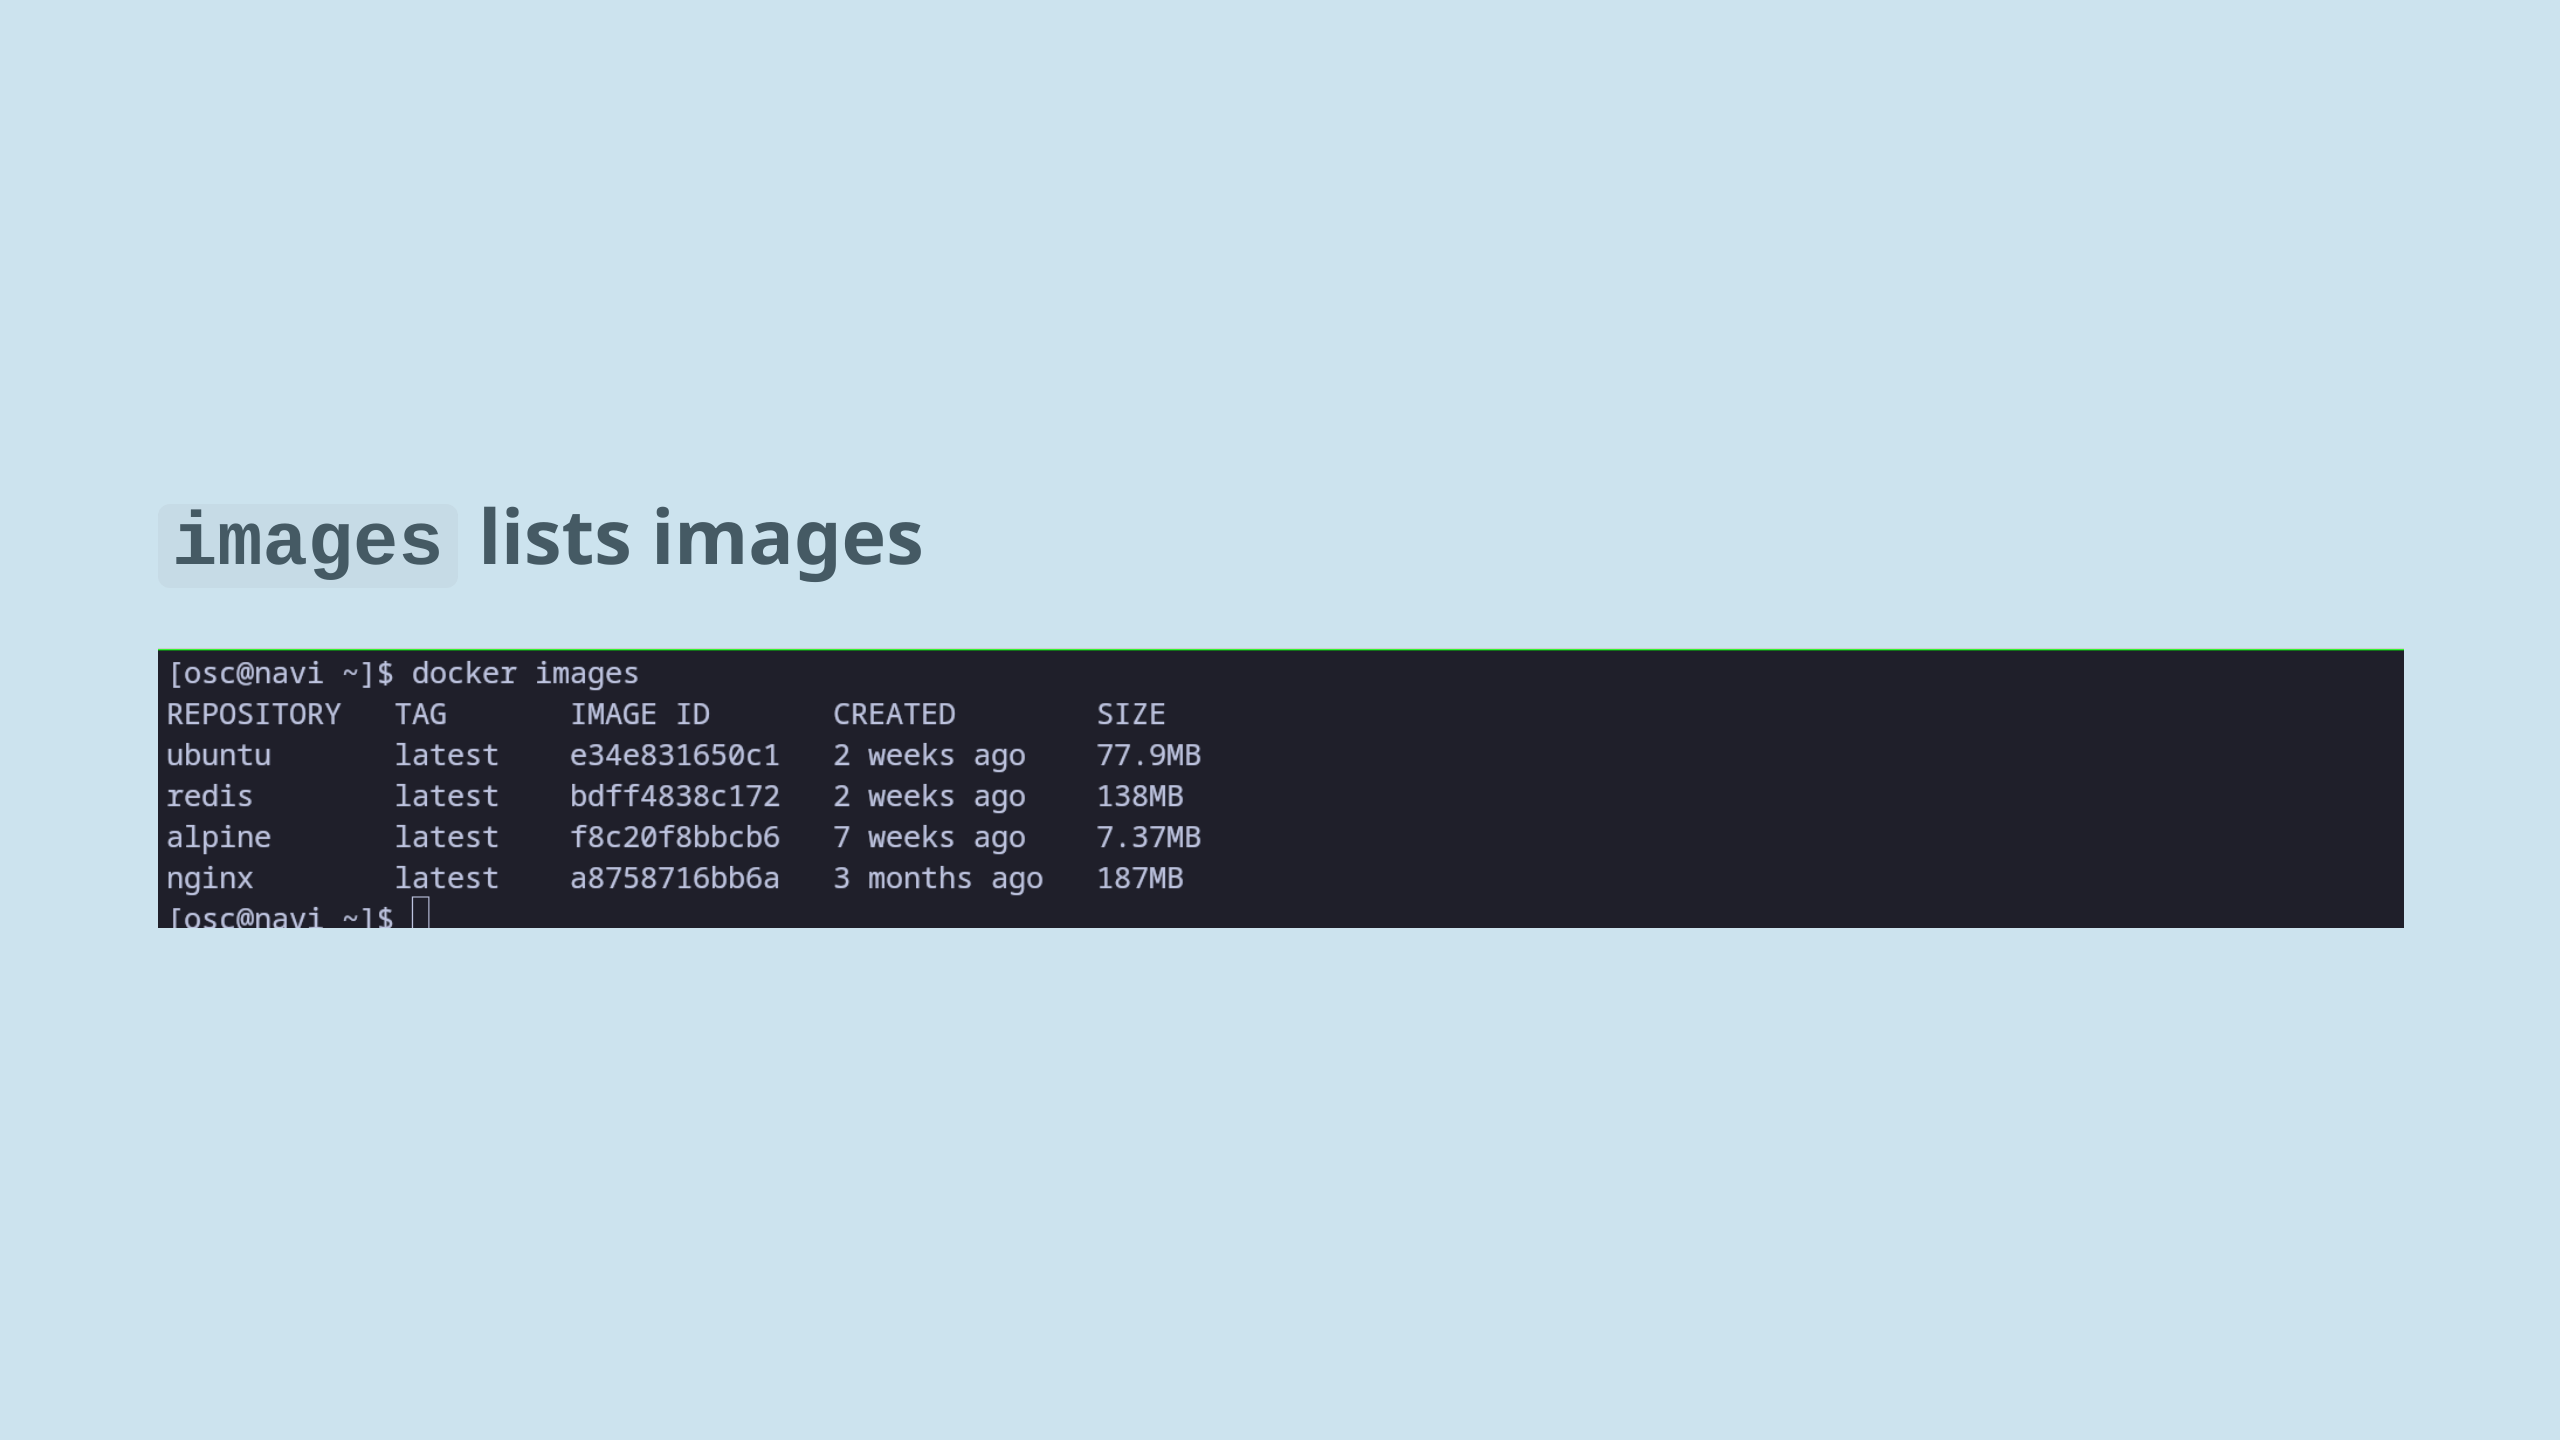 images lists images
[osc@navi ~]$ docker images
REPOSITORY   TAG       IMAGE ID       CREATED        SIZE
ubuntu       latest    e34e831650c1   2 weeks ago    77.9MB
redis        latest    bdff4838c172   2 weeks ago    138MB
alpine       latest    f8c20f8bbcb6   7 weeks ago    7.37MB
nginx        latest    a8758716bb6a   3 months ago   187MB
[osc@navi ~]$